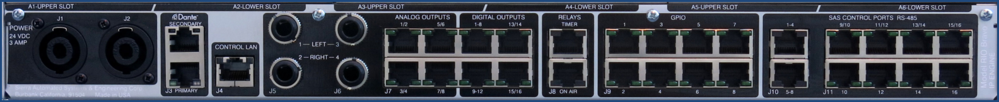 A1-UPPER SLOT
A2-LOWER SLOT
A3-UPPER SLOT
A4-LOWER SLOT
A5-UPPER SLOT
A6-LOWER SLOT
J1
J2
POWER
24 VDC
3 AMP
Dante™
SECONDARY
J3 PRIMARY
CONTROL LAN
J4
1 — LEFT — 3
2 — RIGHT — 4
J5
J6
ANALOG OUTPUTS
1/2
5/6
J7
3/4
7/8
DIGITAL OUTPUTS
1-8
13/14
9-12
15/16
RELAYS
TIMER
J8 ON AIR
GPIO
1 3 5 7
J9 2 4 6 8
SAS CONTROL PORTS RS-485
1-4
9/10 11/12 13/14 15/16
J10 5-8
J11 10 12 14 16
Sierra Automated Systems & Engineering Corp.
Burbank California, 91504 Made in USA
Model RIO Bravo
IP ENGINE